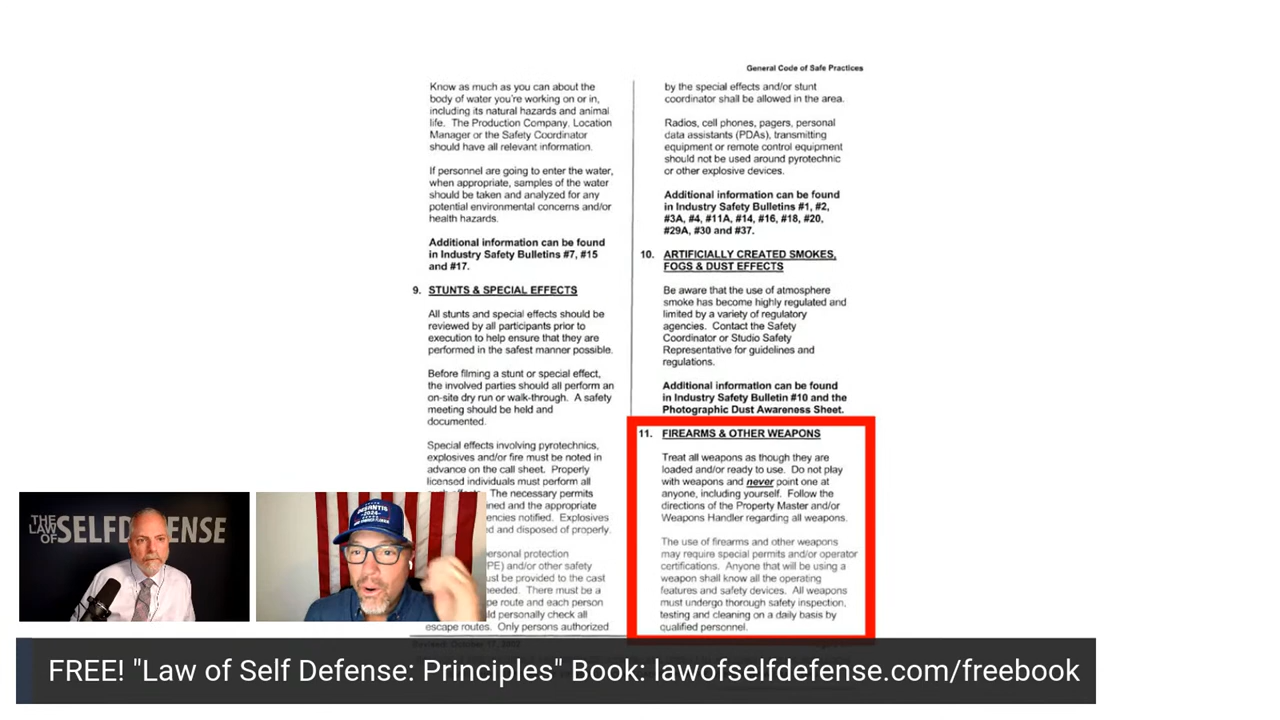 General Code of Safe Practices
Know as much as you can about the
body of water you're working on or in,
including its natural hazards and animal
life. The Production Company, Location
Manager or the Safety Coordinator
should have all relevant information.
If personnel are going to enter the water,
when appropriate, samples of the water
should be taken and analyzed for any
potential environmental concerns and/or
health hazards.
Additional information can be found
in Industry Safety Bulletins #7, #15
and #17.
9. STUNTS & SPECIAL EFFECTS
All stunts and special effects should be
reviewed by all participants prior to
execution to help ensure that they are
performed in the safest manner possible.
Before filming a stunt or special effect,
the involved parties should all perform an
on-site dry run or walk-through. A safety
meeting should be held and
documented.
Special effects involving pyrotechnics,
explosives and/or fire must be noted in
advance on the call sheet. Properly
licensed individuals must perform all
The necessary permits
ned and the appropriate
encies notified. Explosives
d and disposed of properly.
ersonal protection
PE) and/or other safety
ust be provided to the cast
eeded. There must be a
pe route and each person
ld personally check all
escape routes. Only persons authorized
by the special effects and/or stunt
coordinator shall be allowed in the area.
Radios, cell phones, pagers, personal
data assistants (PDAs), transmitting
equipment or remote control equipment
should not be used around pyrotechnic
or other explosive devices.
Additional information can be found
in Industry Safety Bulletins #1, #2,
#3A, #4, #11A, #14, #16, #18, #20,
#29A, #30 and #37.
10. ARTIFICIALLY CREATED SMOKES,
FOGS & DUST EFFECTS
Be aware that the use of atmosphere
smoke has become highly regulated and
limited by a variety of regulatory
agencies. Contact the Safety
Coordinator or Studio Safety
Representative for guidelines and
regulations.
Additional information can be found
in Industry Safety Bulletin #10 and the
Photographic Dust Awareness Sheet.
11. FIREARMS & OTHER WEAPONS
Treat all weapons as though they are
loaded and/or ready to use. Do not play
with weapons and never point one at
anyone, including yourself. Follow the
directions of the Property Master and/or
Weapons Handler regarding all weapons.
The use of firearms and other weapons
may require special permits and/or operator
certifications. Anyone that will be using a
weapon shall know all the operating
features and safety devices. All weapons
must undergo thorough safety inspection,
testing and cleaning on a daily basis by
qualified personnel.
THE LAW OF SELF DEFENSE
DESANTIS
2024
FREE! "Law of Self Defense: Principles" Book: lawofselfdefense.com/freebook